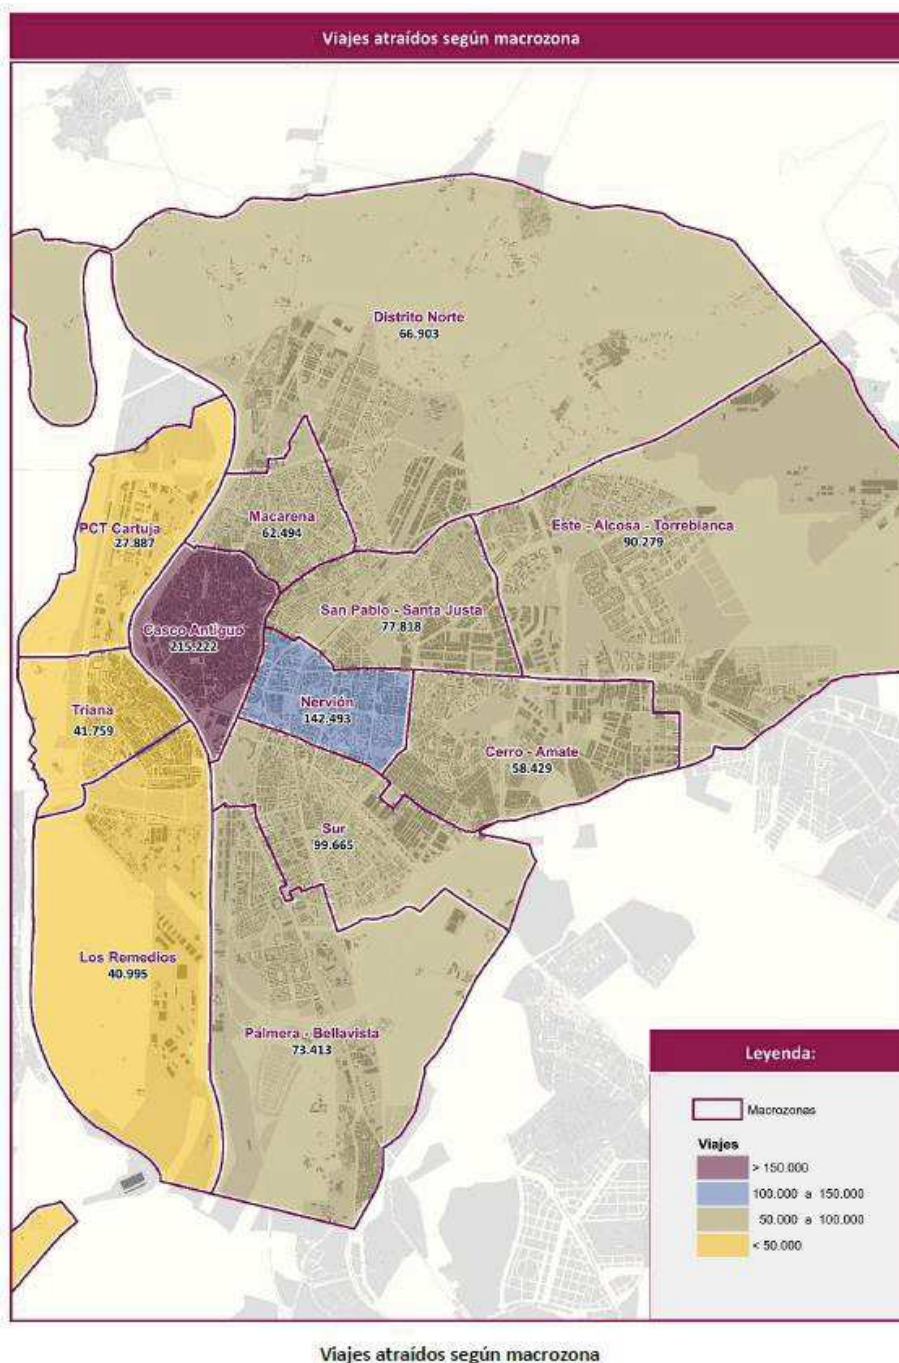 Viajes atraídos según macrozona
Distrito Norte
66.903
Macarena
62.494
PCT Cartuja
27.887
Este - Alcosa - Torreblanca
90.279
San Pablo - Santa Justa
77.818
Casco Antiguo
215.222
Nervión
142.493
Triana
41.759
Cerro - Amate
58.429
Sur
99.665
Los Remedios
40.995
Palmera - Bellavista
73.413
Leyenda:
Macrozonas
Viajes
> 150.000
100.000 a 150.000
50.000 a 100.000
< 50.000
Viajes atraídos según macrozona